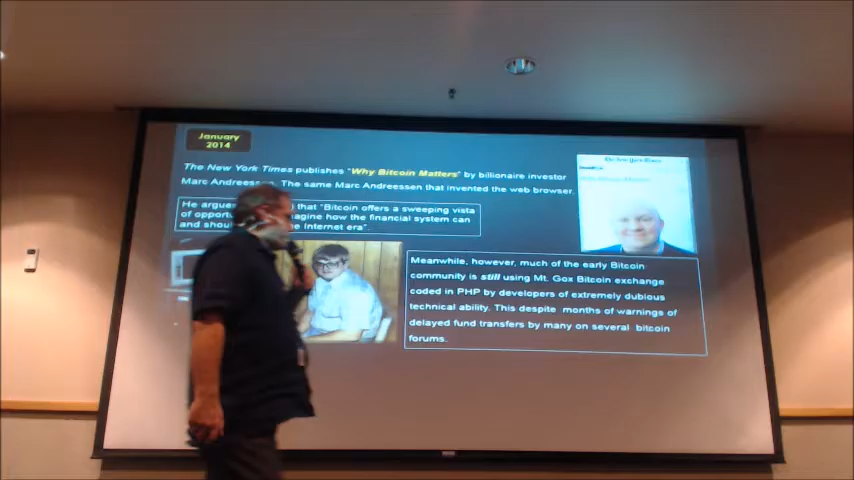 January
2014
The New York Times publishes "Why Bitcoin Matters" by billionaire investor
Marc Andreessen. The same Marc Andreessen that invented the web browser.
He argues that "Bitcoin offers a sweeping vista
of imagine how the financial system can
and Internet era".
Meanwhile, however, much of the early Bitcoin
community is still using Mt. Gox Bitcoin exchange
coded in PHP by developers of extremely dubious
technical ability. This despite months of warnings of
delayed fund transfers by many on several bitcoin
forums.
The New York Times